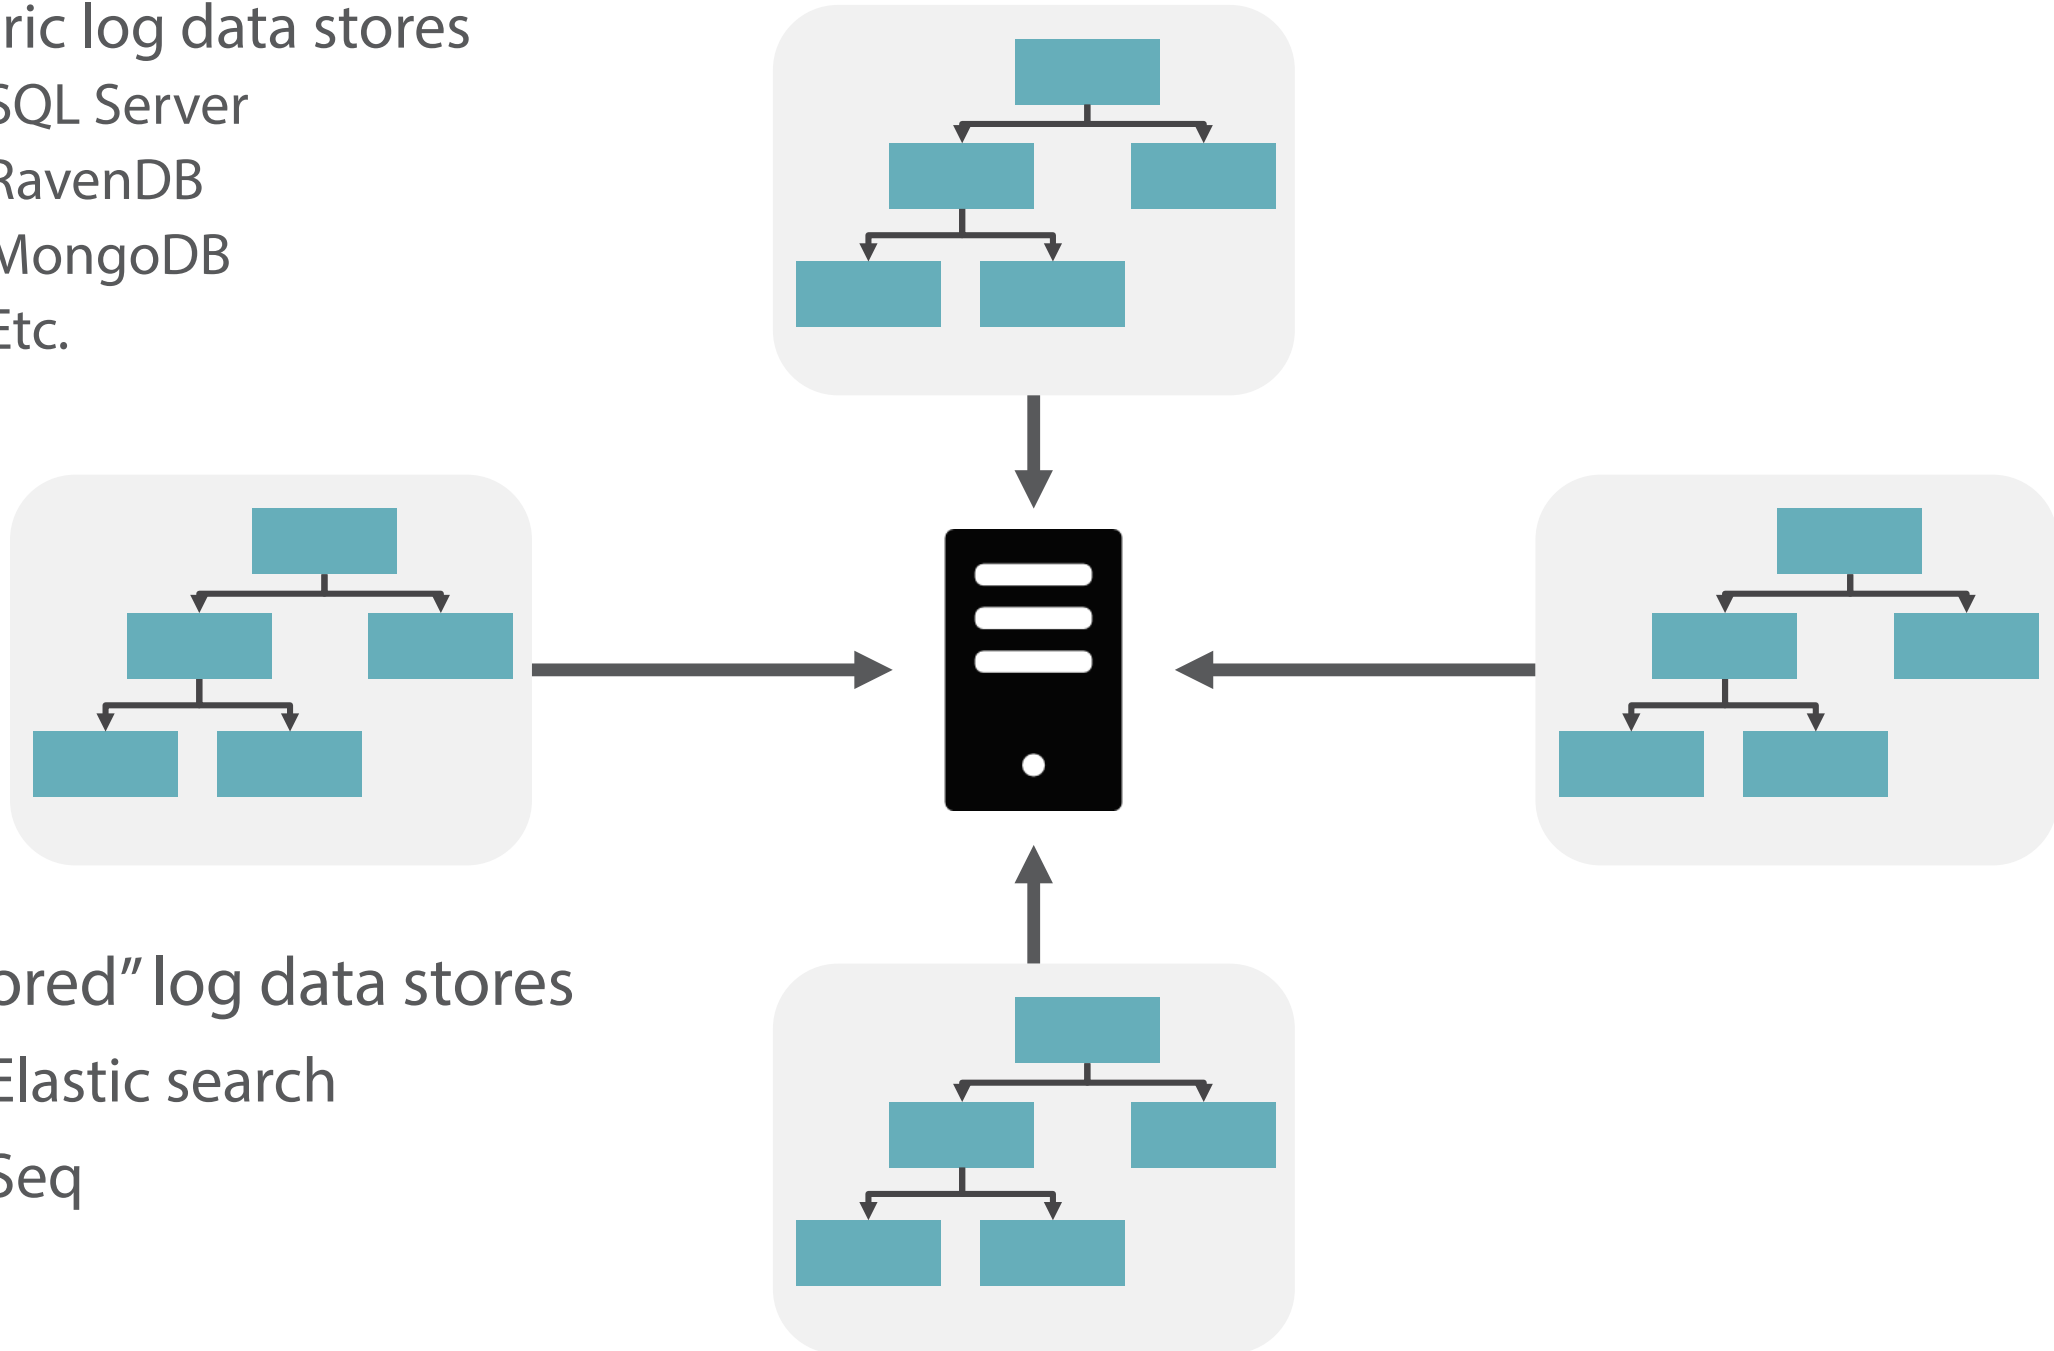 ric log data stores
SQL Server
RavenDB
MongoDB
Etc.
ored” log data stores
Elastic search
Seq